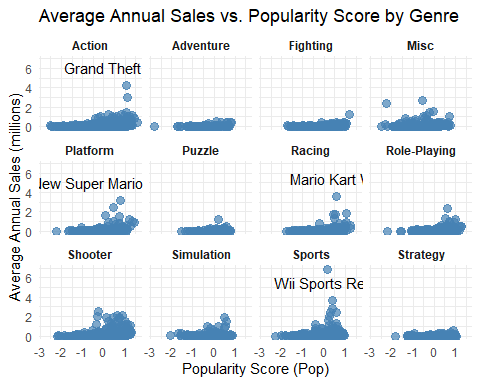 Average Annual Sales vs. Popularity Score by Genre
Action Adventure Fighting Misc
Grand Theft
Platform Puzzle Racing Role-Playing
New Super Mario
Mario Kart W
Shooter Simulation Sports Strategy
Wii Sports Re
6
4
2
0
6
4
2
0
6
4
2
0
-3 -2 -1 0 1 -3 -2 -1 0 1 -3 -2 -1 0 1 -3 -2 -1 0 1
Average Annual Sales (millions)
Popularity Score (Pop)